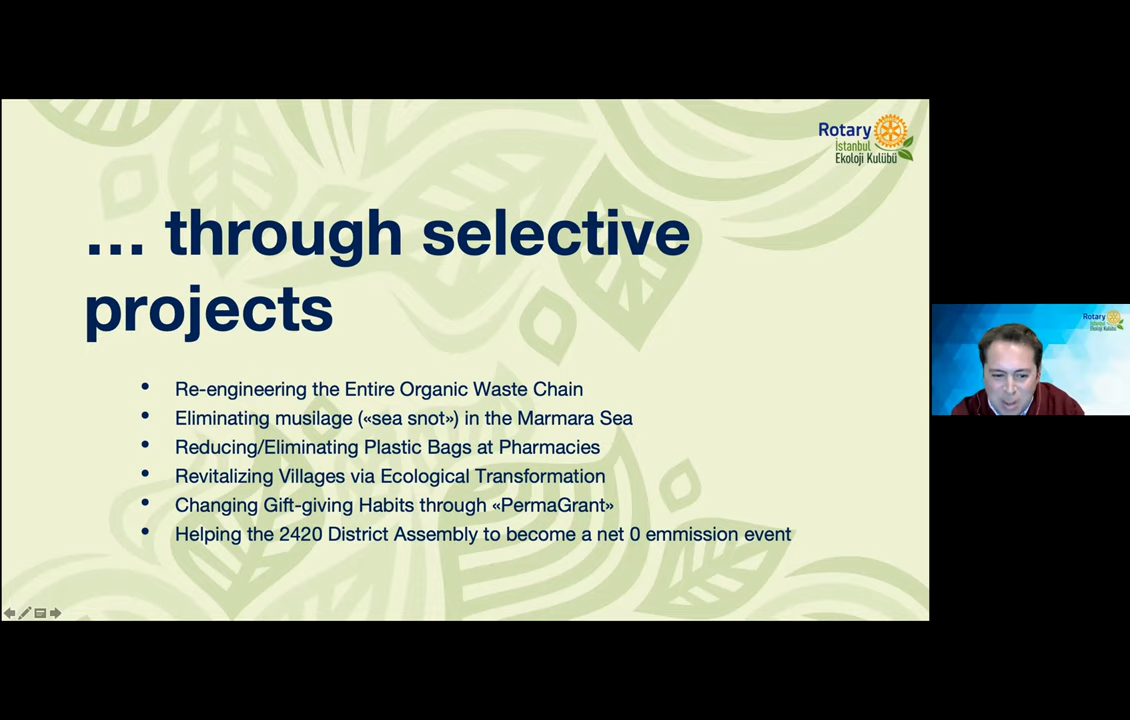 Rotary
İstanbul
Ekoloji Kulübü
... through selective
projects
• Re-engineering the Entire Organic Waste Chain
• Eliminating musilage («sea snot») in the Marmara Sea
• Reducing/Eliminating Plastic Bags at Pharmacies
• Revitalizing Villages via Ecological Transformation
• Changing Gift-giving Habits through «PermaGrant»
• Helping the 2420 District Assembly to become a net 0 emmission event
Rotary